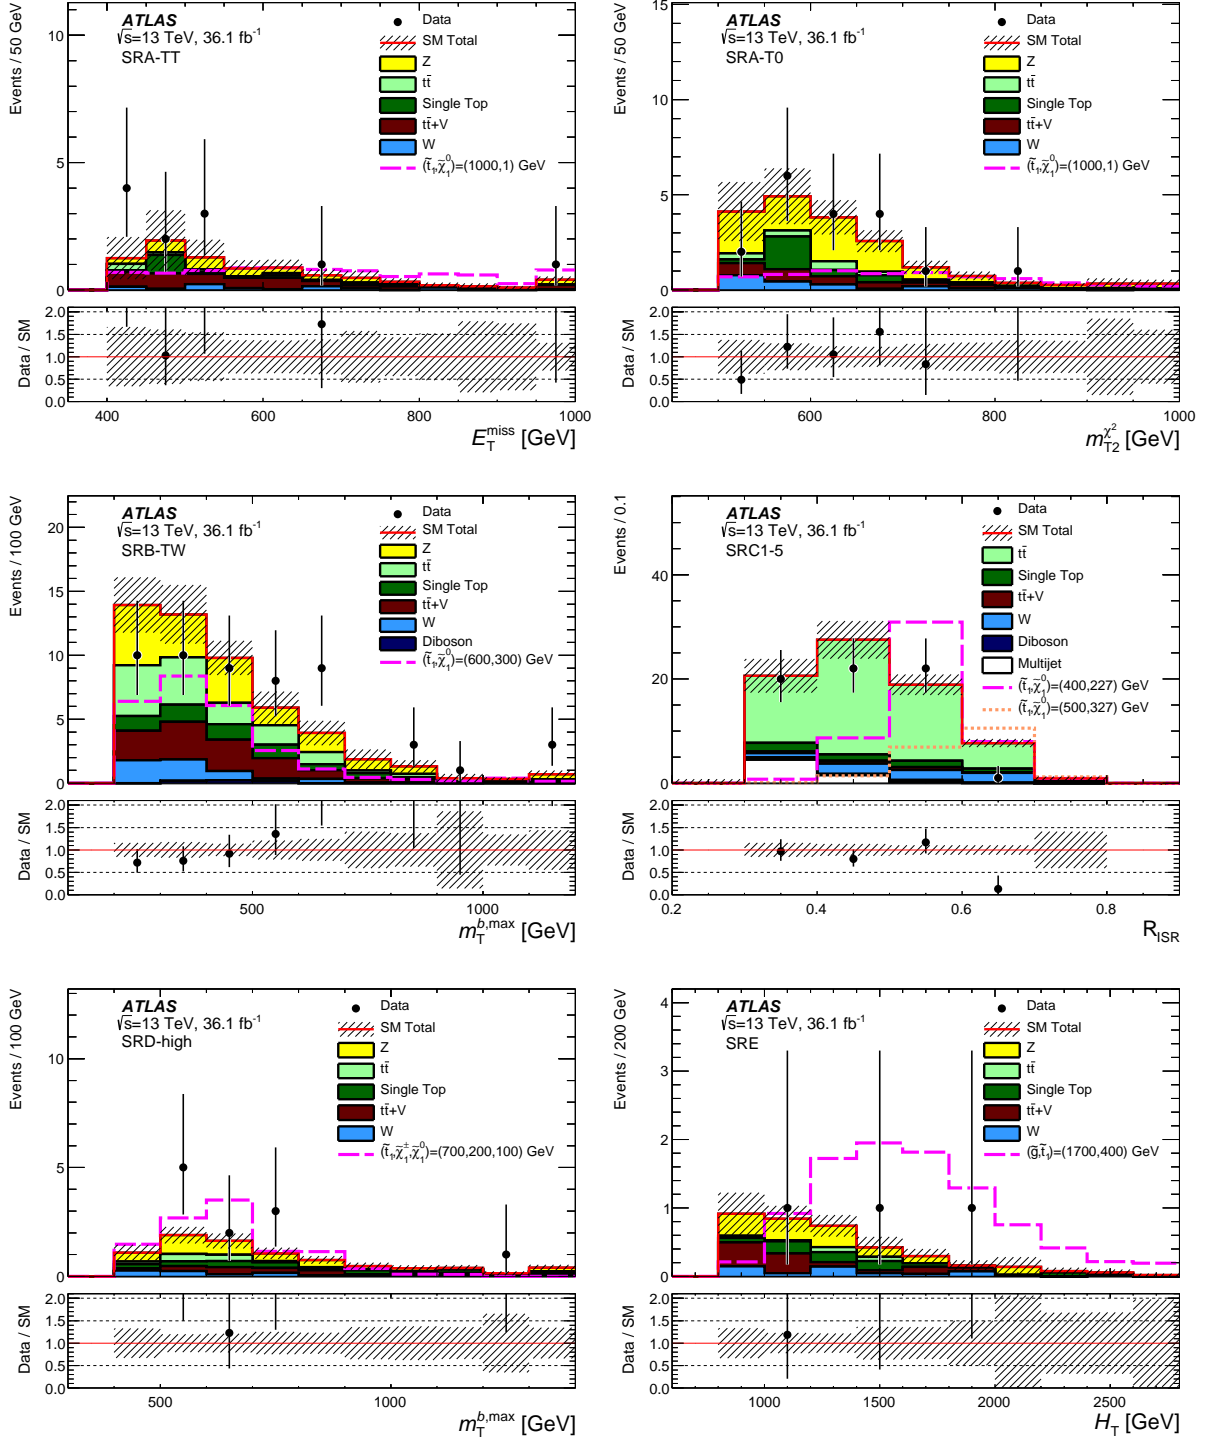 ATLAS
√s=13 TeV, 36.1 fb⁻¹
SRA-TT
Data
SM Total
Z
tt̄
Single Top
tt̄+V
W
(t̃₁,χ̃₁⁰)=(1000,1) GeV
Events / 50 GeV
10
5
0
Data / SM
2.0
1.5
1.0
0.5
0.0
400 600 800 1000
E_T^miss [GeV]
ATLAS
√s=13 TeV, 36.1 fb⁻¹
SRA-T0
Data
SM Total
Z
tt̄
Single Top
tt̄+V
W
(t̃₁,χ̃₁⁰)=(1000,1) GeV
Events / 50 GeV
15
10
5
0
Data / SM
2.0
1.5
1.0
0.5
0.0
600 800 1000
m_T2^χ² [GeV]
ATLAS
√s=13 TeV, 36.1 fb⁻¹
SRB-TW
Data
SM Total
Z
tt̄
Single Top
tt̄+V
W
Diboson
(t̃₁,χ̃₁⁰)=(600,300) GeV
Events / 100 GeV
20
15
10
5
0
Data / SM
2.0
1.5
1.0
0.5
0.0
500 1000
m_T^b,max [GeV]
ATLAS
√s=13 TeV, 36.1 fb⁻¹
SRC1-5
Data
SM Total
tt̄
Single Top
tt̄+V
W
Diboson
Multijet
(t̃₁,χ̃₁⁰)=(400,227) GeV
(t̃₁,χ̃₁⁰)=(500,327) GeV
Events / 0.1
40
20
0
Data / SM
2.0
1.5
1.0
0.5
0.0
0.2 0.4 0.6 0.8
R_ISR
ATLAS
√s=13 TeV, 36.1 fb⁻¹
SRD-high
Data
SM Total
Z
tt̄
Single Top
tt̄+V
W
(t̃₁,χ̃₁±,χ̃₁⁰)=(700,200,100) GeV
Events / 100 GeV
10
5
0
Data / SM
2.0
1.5
1.0
0.5
0.0
500 1000
m_T^b,max [GeV]
ATLAS
√s=13 TeV, 36.1 fb⁻¹
SRE
Data
SM Total
Z
tt̄
Single Top
tt̄+V
W
(g̃,t̃₁)=(1700,400) GeV
Events / 200 GeV
4
3
2
1
0
Data / SM
2.0
1.5
1.0
0.5
0.0
1000 1500 2000 2500
H_T [GeV]